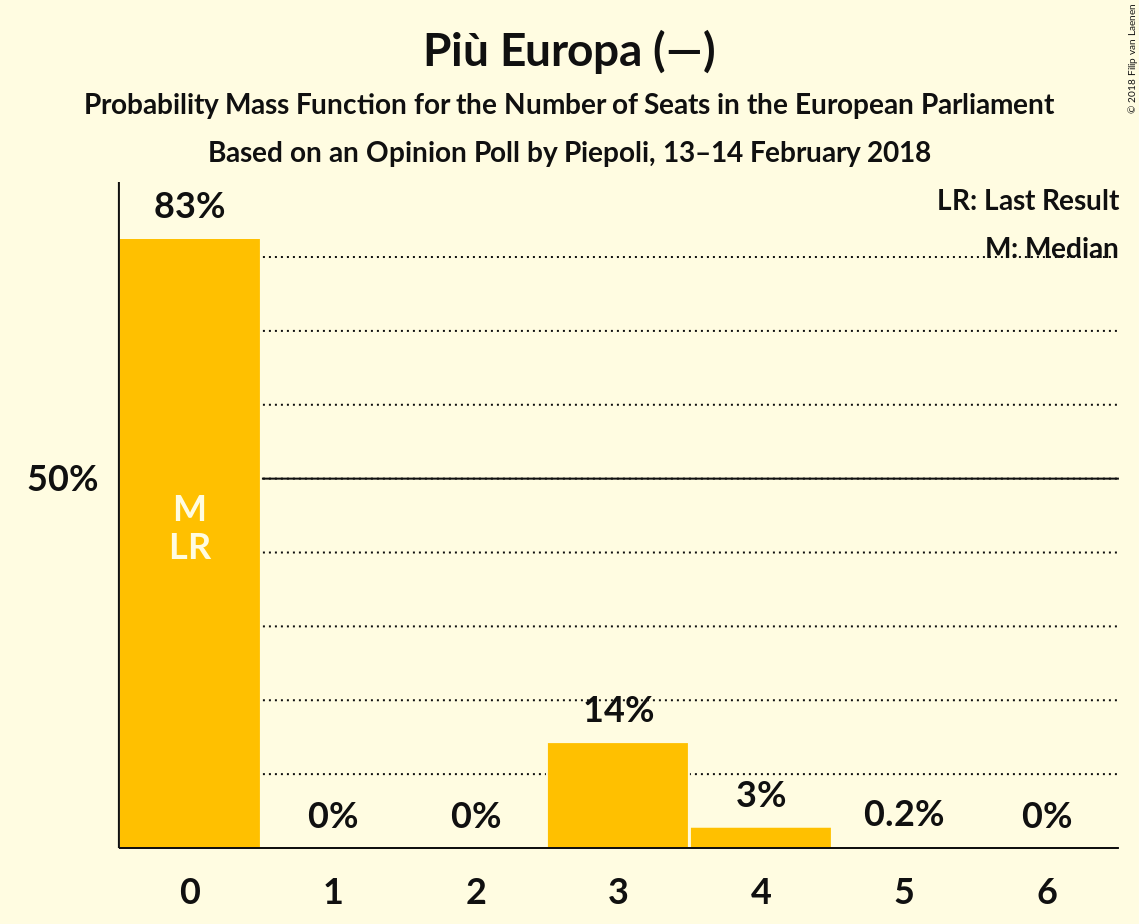 Più Europa (—)
Probability Mass Function for the Number of Seats in the European Parliament
Based on an Opinion Poll by Piepoli, 13–14 February 2018
© 2018 Filip van Laenen
LR: Last Result
M: Median
83%
50%
M
LR
14%
3%
0%
0%
0.2%
0%
0
1
2
3
4
5
6